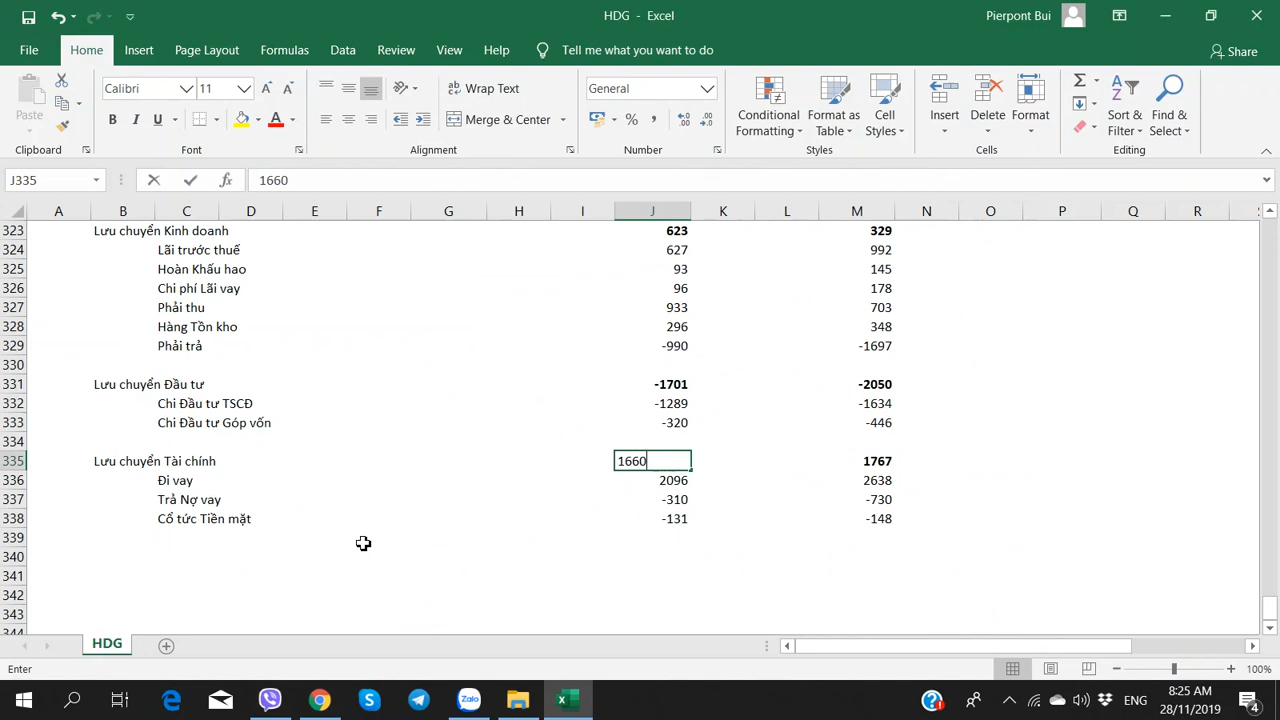 HDG - Excel
Pierpont Bui
File Home Insert Page Layout Formulas Data Review View Help Tell me what you want to do Share
Paste
Clipboard
Calibri 11
B I U
Font
Wrap Text
Merge & Center
Alignment
General
Number
Conditional Formatting
Format as Table
Cell Styles
Styles
Insert
Delete
Format
Cells
Sort & Filter
Find & Select
Editing
J335 fx 1660
A B C D E F G H I J K L M N O P Q R
323 Lưu chuyển Kinh doanh 623 329
324 Lãi trước thuế 627 992
325 Hoàn Khấu hao 93 145
326 Chi phí Lãi vay 96 178
327 Phải thu 933 703
328 Hàng Tồn kho 296 348
329 Phải trả -990 -1697
330
331 Lưu chuyển Đầu tư -1701 -2050
332 Chi Đầu tư TSCĐ -1289 -1634
333 Chi Đầu tư Góp vốn -320 -446
334
335 Lưu chuyển Tài chính 1660 1767
336 Đi vay 2096 2638
337 Trả Nợ vay -310 -730
338 Cổ tức Tiền mặt -131 -148
339
340
341
342
343
344
HDG
Enter 100%
Zalo
ENG
8:25 AM
28/11/2019
4